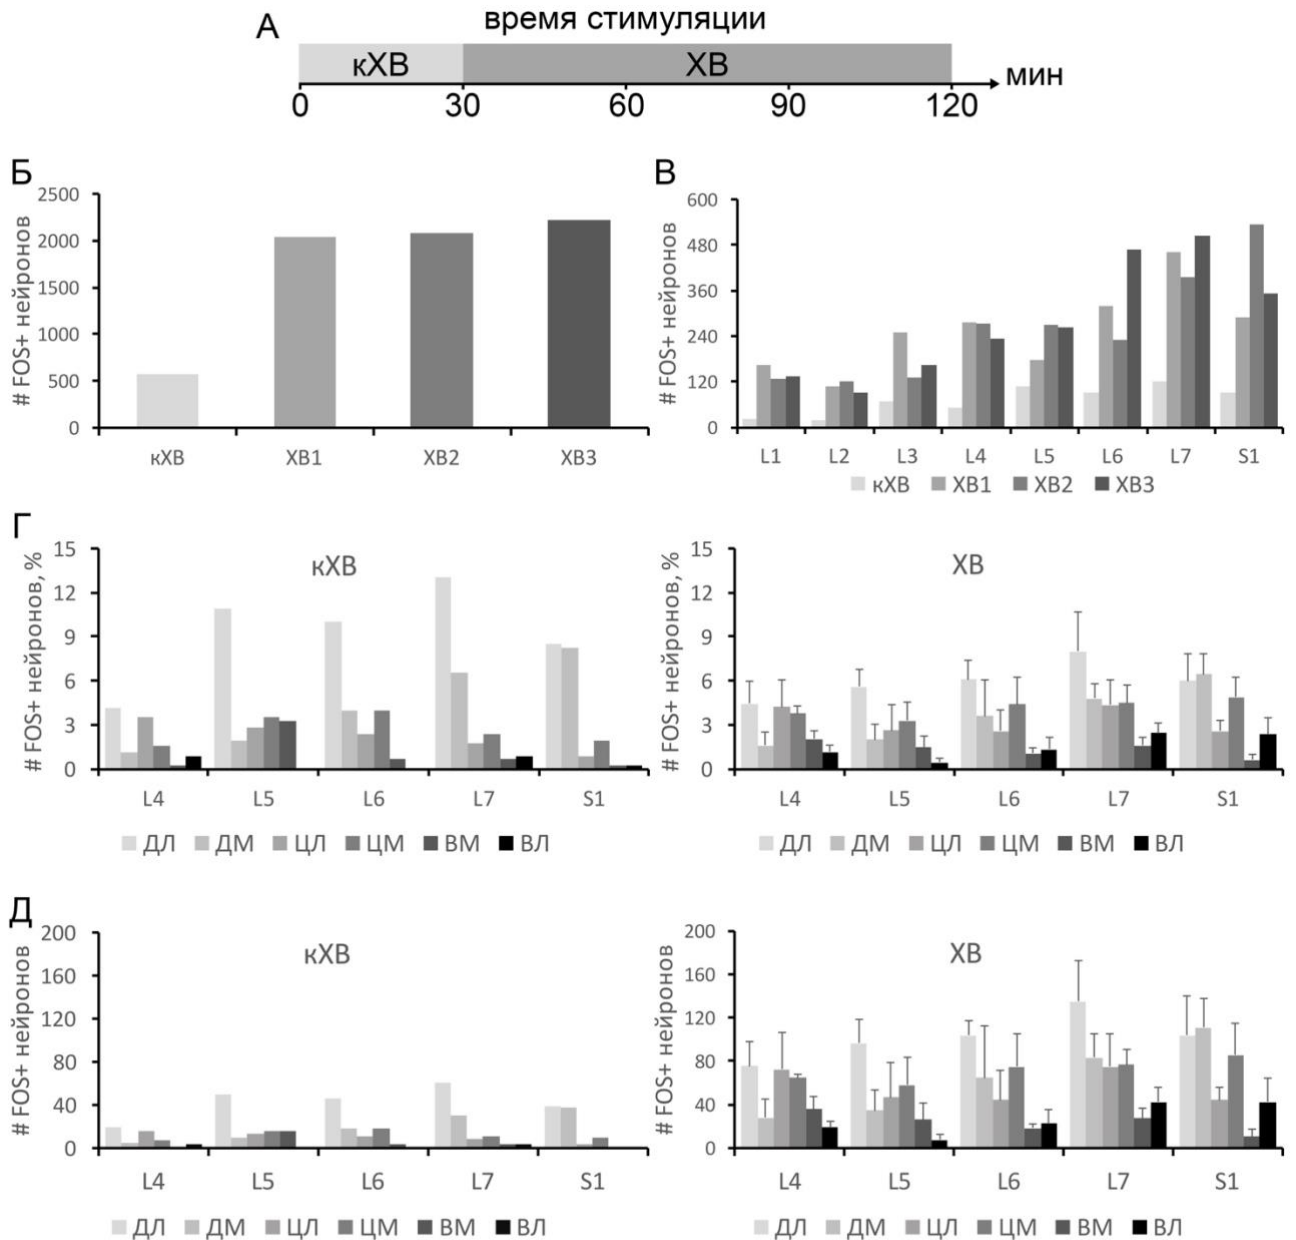 А
время стимуляции
кХВ ХВ
мин
0 30 60 90 120
Б
# FOS+ нейронов
2500
2000
1500
1000
500
0
кХВ ХВ1 ХВ2 ХВ3
В
# FOS+ нейронов
600
480
360
240
120
0
L1 L2 L3 L4 L5 L6 L7 S1
кХВ ХВ1 ХВ2 ХВ3
Г
# FOS+ нейронов, %
кХВ
15
12
9
6
3
0
L4 L5 L6 L7 S1
ДЛ ДМ ЦЛ ЦМ ВМ ВЛ
# FOS+ нейронов, %
ХВ
15
12
9
6
3
0
L4 L5 L6 L7 S1
ДЛ ДМ ЦЛ ЦМ ВМ ВЛ
Д
# FOS+ нейронов
кХВ
200
160
120
80
40
0
L4 L5 L6 L7 S1
ДЛ ДМ ЦЛ ЦМ ВМ ВЛ
# FOS+ нейронов
ХВ
200
160
120
80
40
0
L4 L5 L6 L7 S1
ДЛ ДМ ЦЛ ЦМ ВМ ВЛ